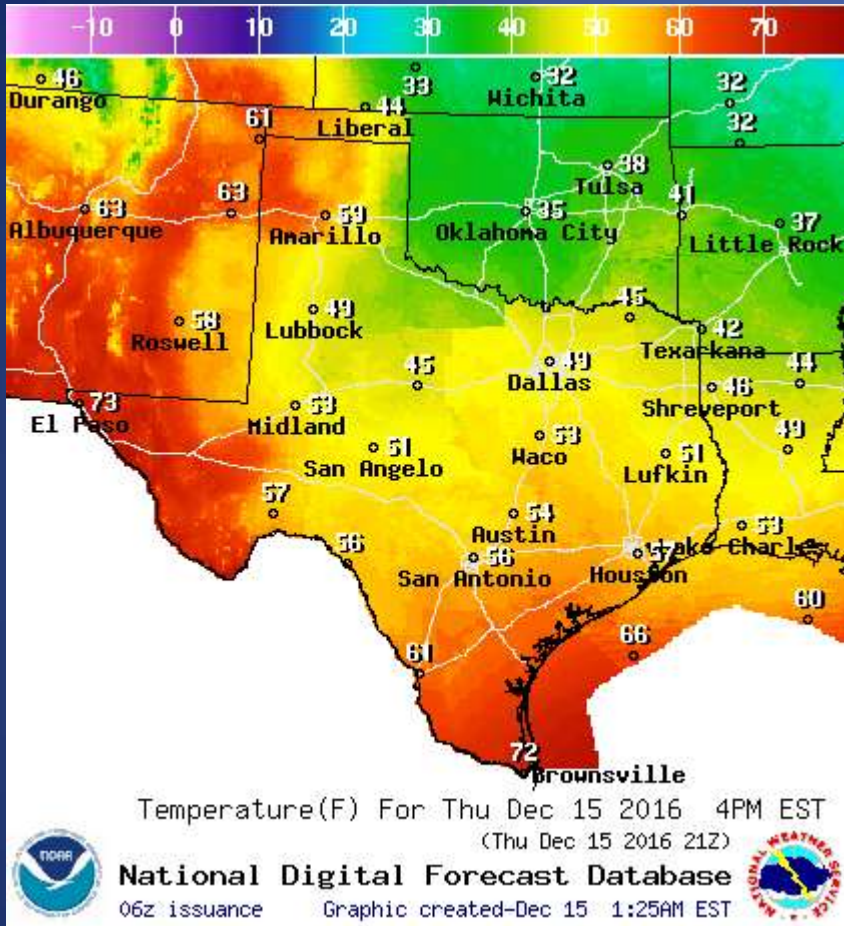 -10 0 10 20 30 40 50 60 70
46
Durango
33
32
Wichita
32
44
Liberal
61
32
38
Tulsa
63
Albuquerque
63
59
Amarillo
35
Oklahoma City
41
37
Little Rock
58
Roswell
49
Lubbock
45
42
Texarkana
49
Dallas
45
46
Shreveport
44
73
El Paso
53
Midland
51
San Angelo
53
Waco
51
Lufkin
49
57
54
Austin
53
Lake Charles
56
56
San Antonio
57
Houston
60
61
66
72
Brownsville
Temperature(F) For Thu Dec 15 2016 4PM EST
(Thu Dec 15 2016 21Z)
NOAA
National Digital Forecast Database
06z issuance Graphic created-Dec 15 1:25AM EST
NATIONAL WEATHER SERVICE